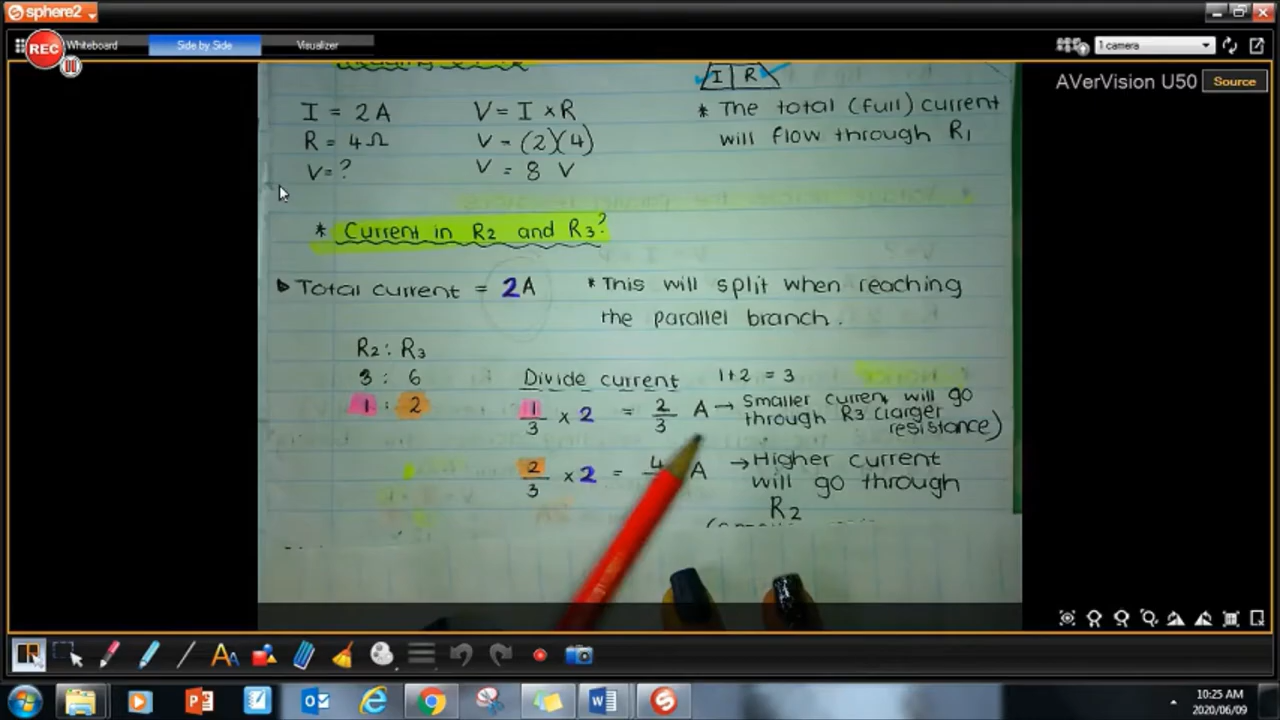 sphere2
REC
Whiteboard
Side by Side
Visualizer
1 camera
AVerVision U50
Source
I R
I = 2 A
V = I × R
* The total (full) current
R = 4 Ω
V = (2)(4)
will flow through R1
V = ?
V = 8 V
* Current in R2 and R3?
Total current = 2A
* This will split when reaching
the parallel branch.
R2 : R3
3 : 6
Divide current
1+2 = 3
1 : 2
1/3 × 2 = 2/3 A → Smaller current will go
through R3 (larger
resistance)
2/3 × 2 = 4 A → Higher current
will go through
R2
10:25 AM
2020/06/09